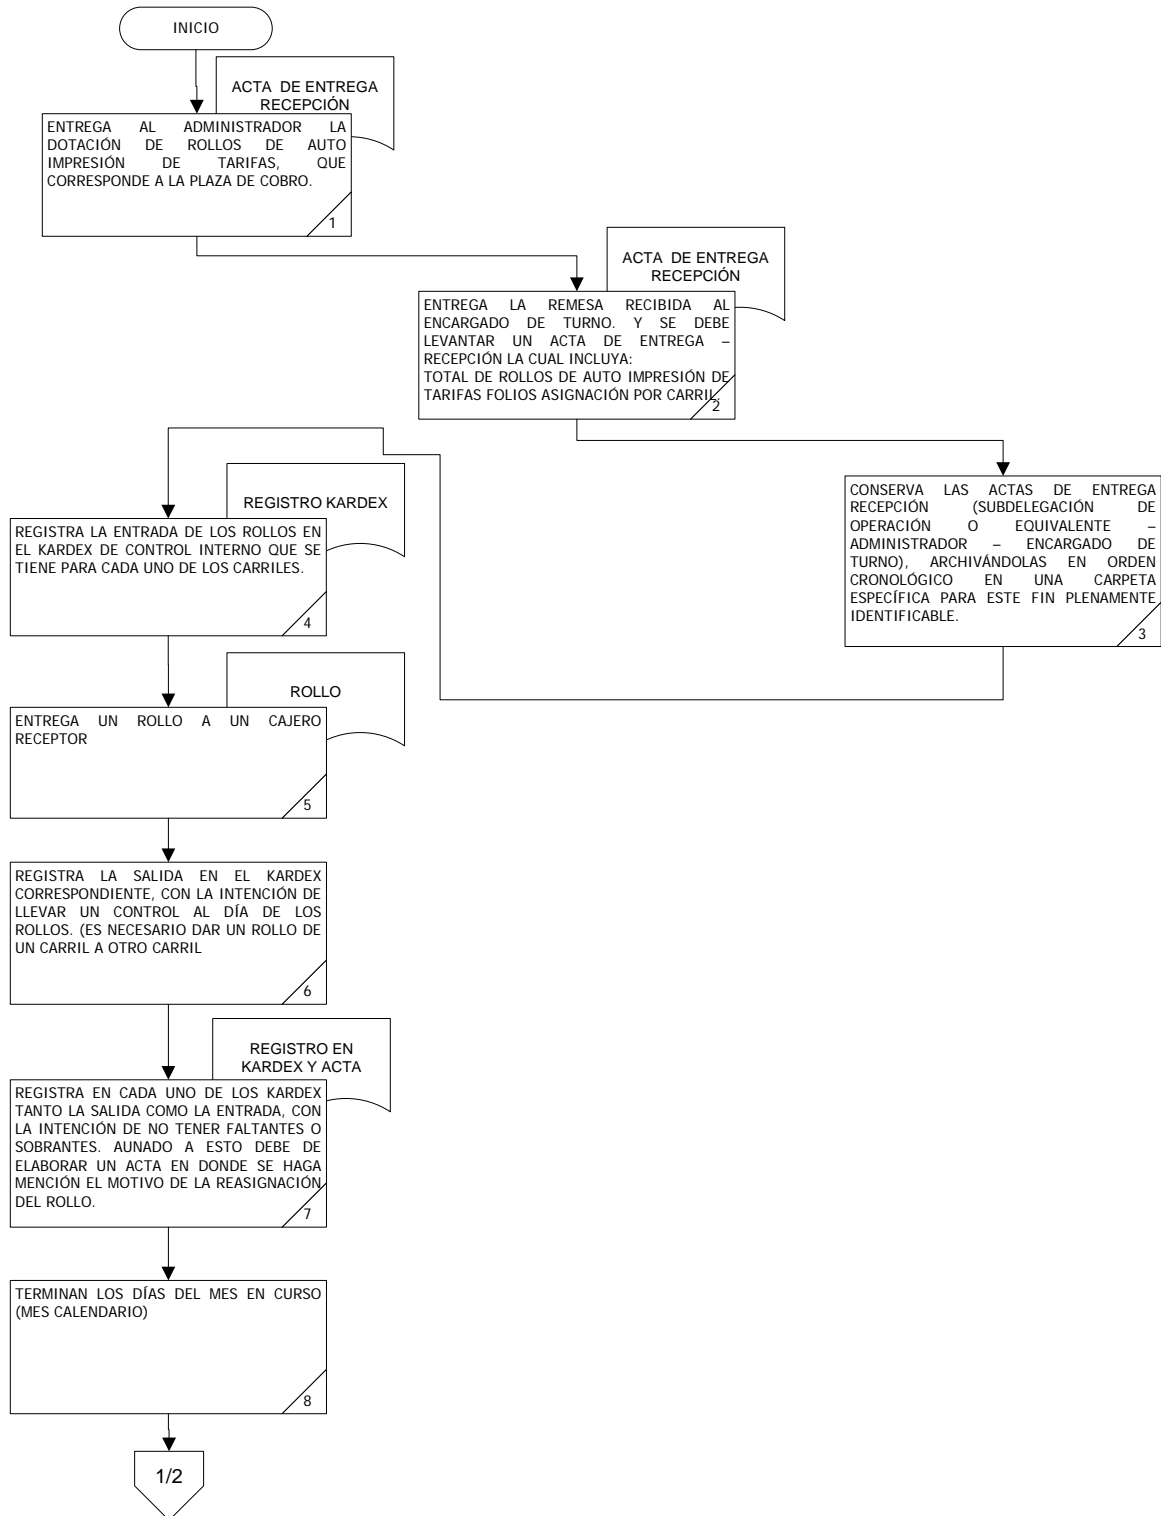 INICIO
ACTA DE ENTREGA
RECEPCIÓN
ENTREGA AL ADMINISTRADOR LA
DOTACIÓN DE ROLLOS DE AUTO
IMPRESIÓN DE TARIFAS, QUE
CORRESPONDE A LA PLAZA DE COBRO.
1
ACTA DE ENTREGA
RECEPCIÓN
ENTREGA LA REMESA RECIBIDA AL
ENCARGADO DE TURNO. Y SE DEBE
LEVANTAR UN ACTA DE ENTREGA –
RECEPCIÓN LA CUAL INCLUYA:
TOTAL DE ROLLOS DE AUTO IMPRESIÓN DE
TARIFAS FOLIOS ASIGNACIÓN POR CARRIL.
2
CONSERVA LAS ACTAS DE ENTREGA
RECEPCIÓN (SUBDELEGACIÓN DE
OPERACIÓN O EQUIVALENTE –
ADMINISTRADOR – ENCARGADO DE
TURNO), ARCHIVÁNDOLAS EN ORDEN
CRONOLÓGICO EN UNA CARPETA
ESPECÍFICA PARA ESTE FIN PLENAMENTE
IDENTIFICABLE.
3
REGISTRO KARDEX
REGISTRA LA ENTRADA DE LOS ROLLOS EN
EL KARDEX DE CONTROL INTERNO QUE SE
TIENE PARA CADA UNO DE LOS CARRILES.
4
ROLLO
ENTREGA UN ROLLO A UN CAJERO
RECEPTOR
5
REGISTRA LA SALIDA EN EL KARDEX
CORRESPONDIENTE, CON LA INTENCIÓN DE
LLEVAR UN CONTROL AL DÍA DE LOS
ROLLOS. (ES NECESARIO DAR UN ROLLO DE
UN CARRIL A OTRO CARRIL
6
REGISTRO EN
KARDEX Y ACTA
REGISTRA EN CADA UNO DE LOS KARDEX
TANTO LA SALIDA COMO LA ENTRADA, CON
LA INTENCIÓN DE NO TENER FALTANTES O
SOBRANTES. AUNADO A ESTO DEBE DE
ELABORAR UN ACTA EN DONDE SE HAGA
MENCIÓN EL MOTIVO DE LA REASIGNACIÓN
DEL ROLLO.
7
TERMINAN LOS DÍAS DEL MES EN CURSO
(MES CALENDARIO)
8
1/2